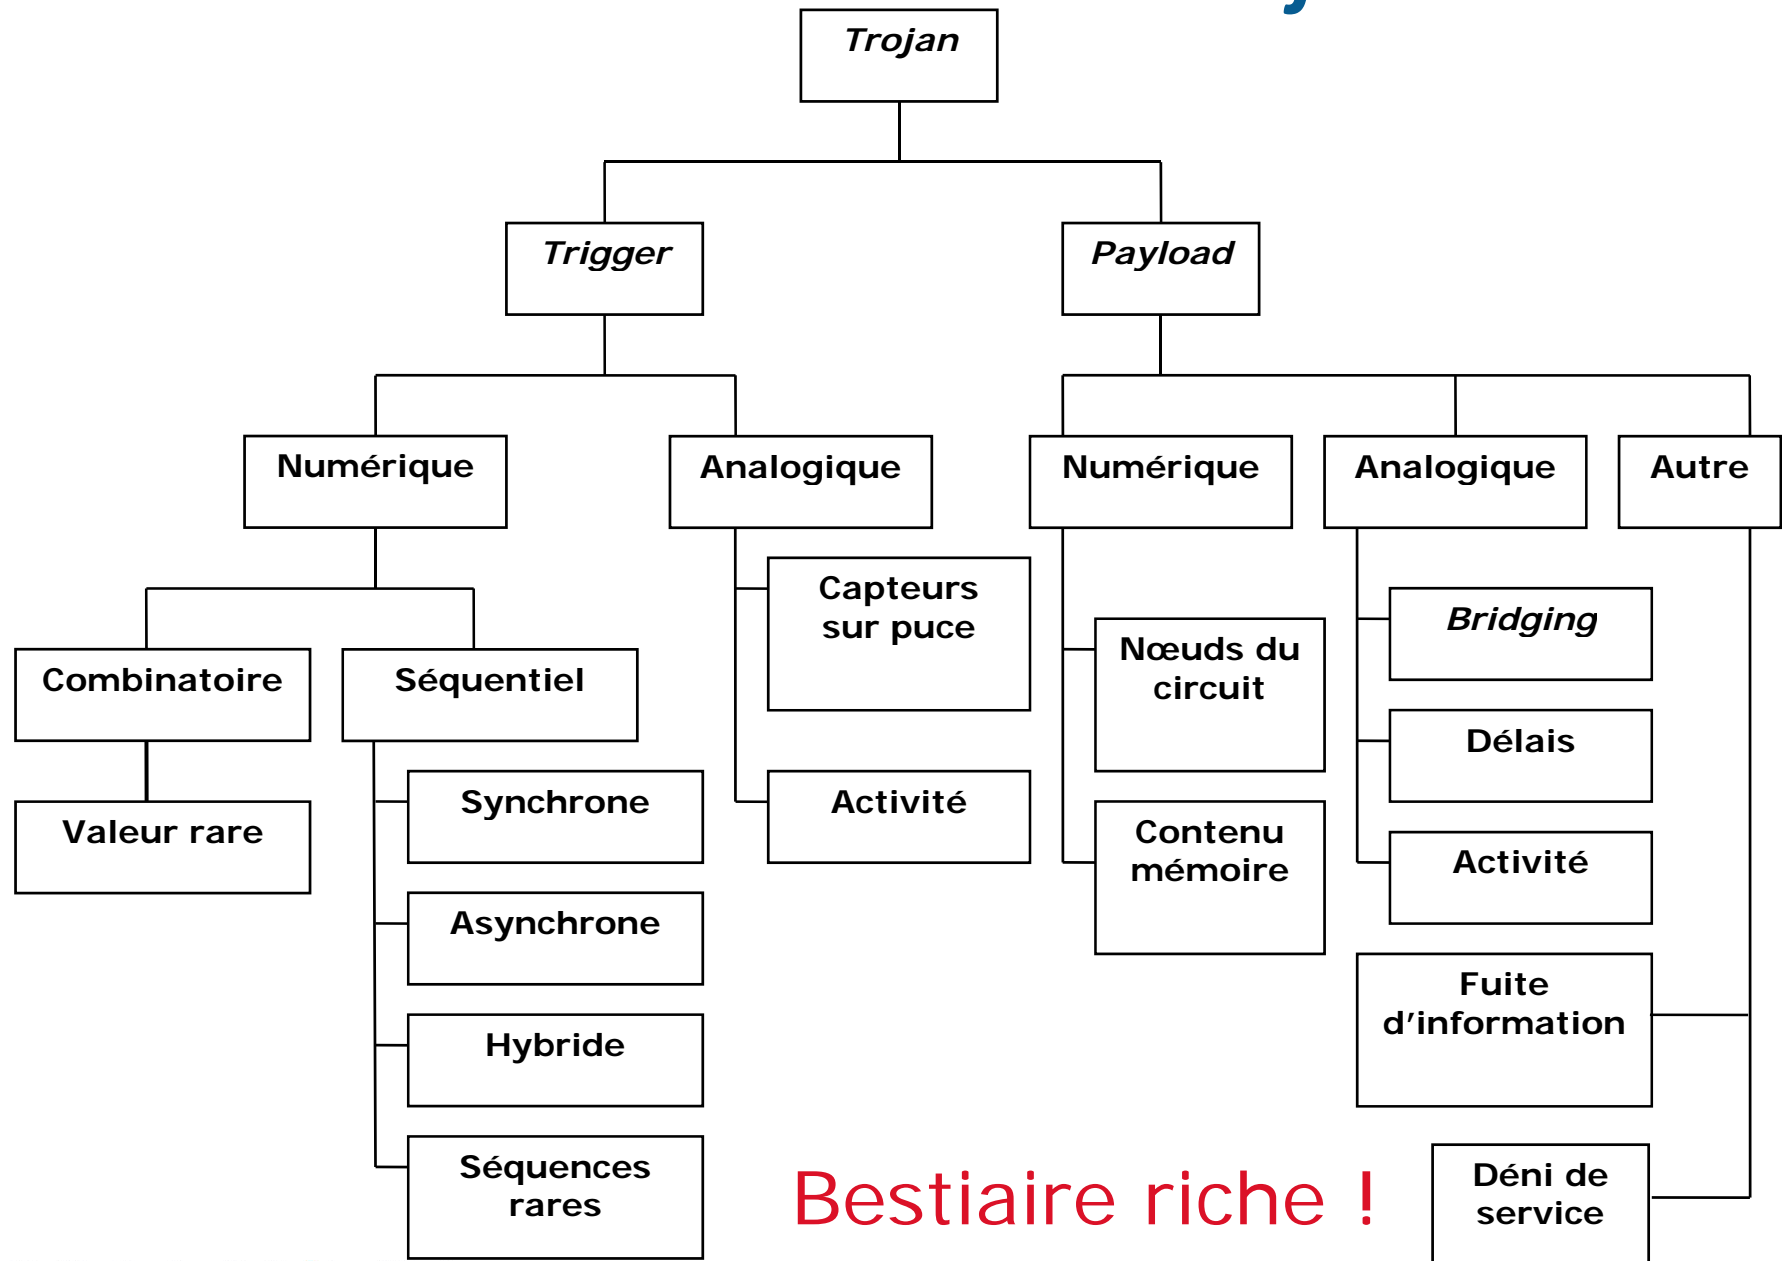 Trojan
Trigger
Payload
Numérique
Analogique
Numérique
Analogique
Autre
Capteurs
sur puce
Bridging
Combinatoire
Séquentiel
Nœuds du
circuit
Délais
Synchrone
Activité
Valeur rare
Contenu
mémoire
Activité
Asynchrone
Fuite
d'information
Hybride
Séquences
rares
Bestiaire riche !
Déni de
service